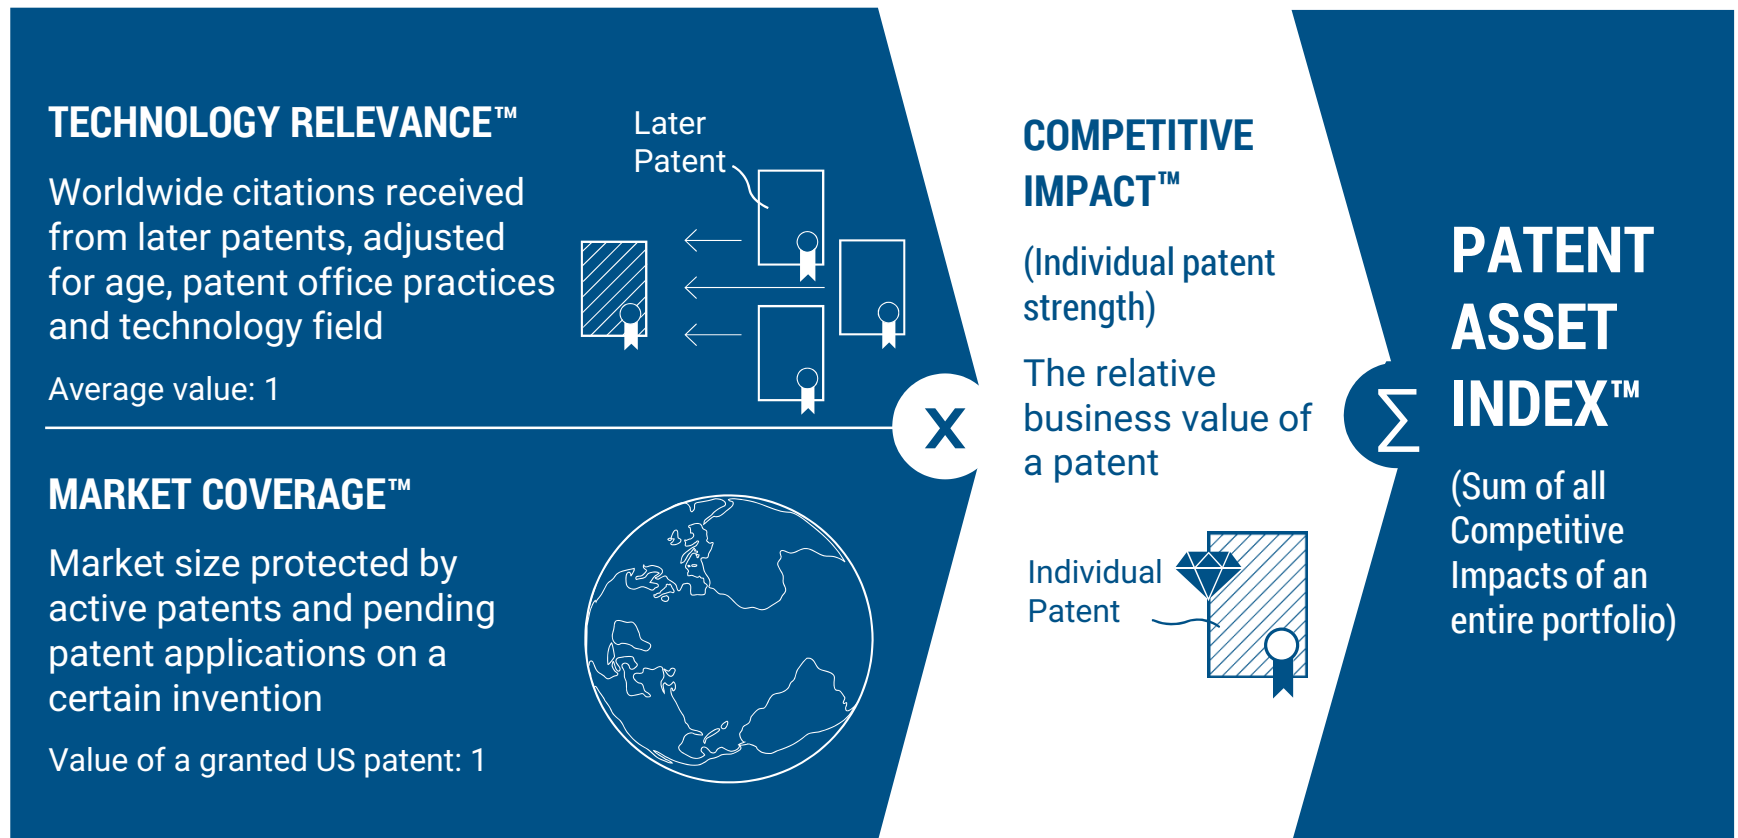 TECHNOLOGY RELEVANCE™
Worldwide citations received
from later patents, adjusted
for age, patent office practices
and technology field
Average value: 1
Later
Patent
MARKET COVERAGE™
Market size protected by
active patents and pending
patent applications on a
certain invention
Value of a granted US patent: 1
X
COMPETITIVE
IMPACT™
(Individual patent
strength)
The relative
business value of
a patent
Individual
Patent
∑
PATENT
ASSET
INDEX™
(Sum of all
Competitive
Impacts of an
entire portfolio)